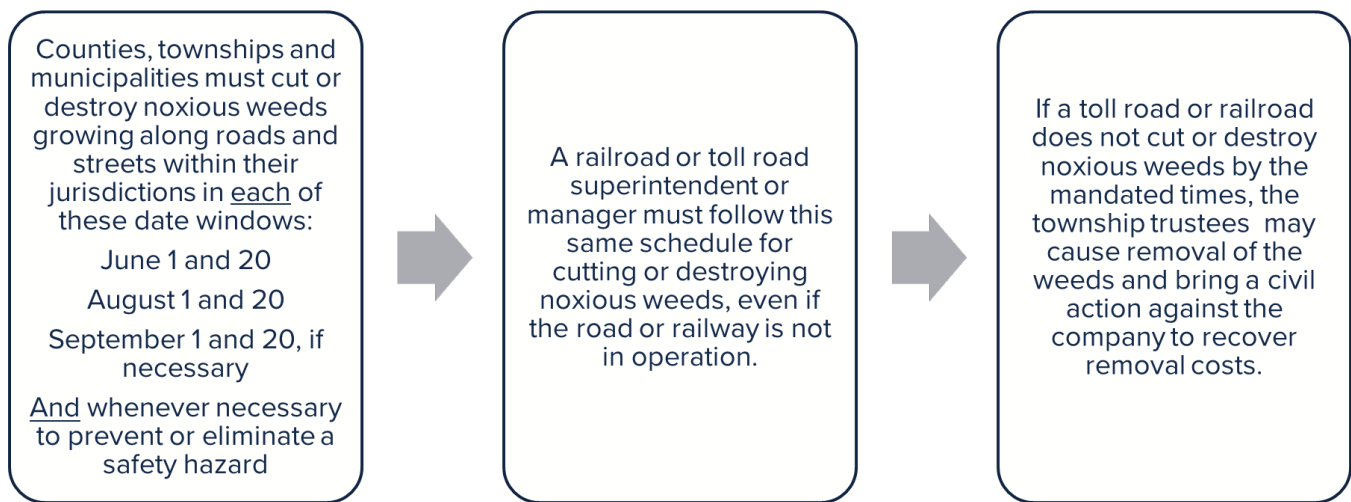 Counties, townships and
municipalities must cut or
destroy noxious weeds
growing along roads and
streets within their
jurisdictions in each of
these date windows:
June 1 and 20
August 1 and 20
September 1 and 20, if
necessary
And whenever necessary
to prevent or eliminate a
safety hazard
A railroad or toll road
superintendent or
manager must follow this
same schedule for
cutting or destroying
noxious weeds, even if
the road or railway is not
in operation.
If a toll road or railroad
does not cut or destroy
noxious weeds by the
mandated times, the
township trustees may
cause removal of the
weeds and bring a civil
action against the
company to recover
removal costs.